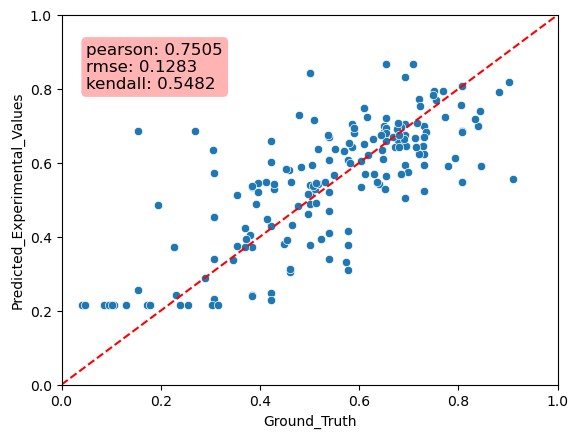 pearson: 0.7505
rmse: 0.1283
kendall: 0.5482
Predicted_Experimental_Values
1.0
0.8
0.6
0.4
0.2
0.0
0.0 0.2 0.4 0.6 0.8 1.0
Ground_Truth